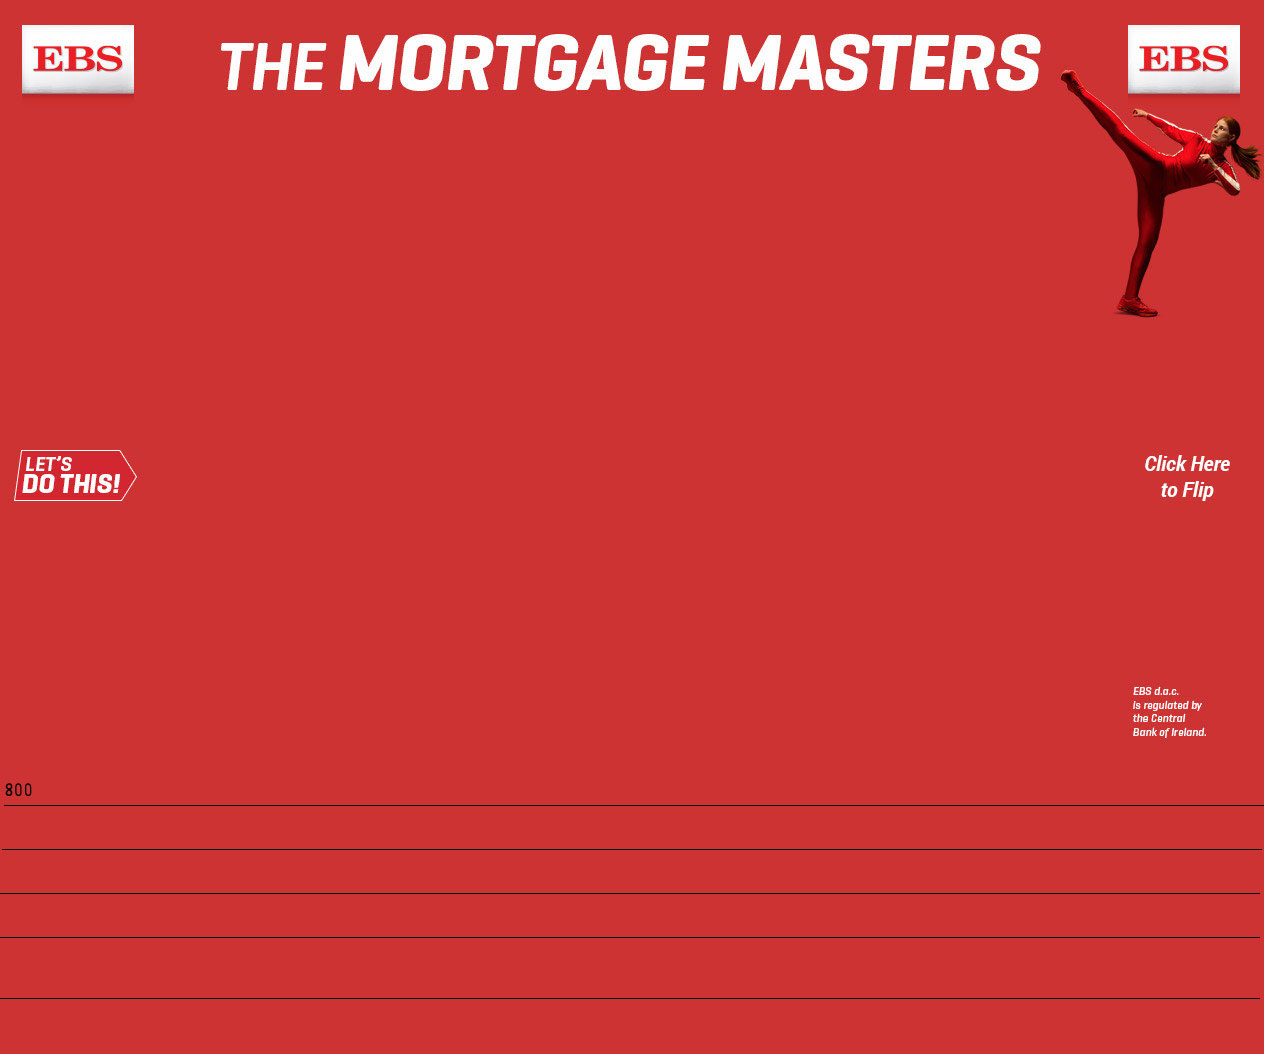 EBS
THE MORTGAGE MASTERS
EBS
LET'S
DO THIS!
Click Here
to Flip
EBS d.a.c.
is regulated by
the Central
Bank of Ireland.
800